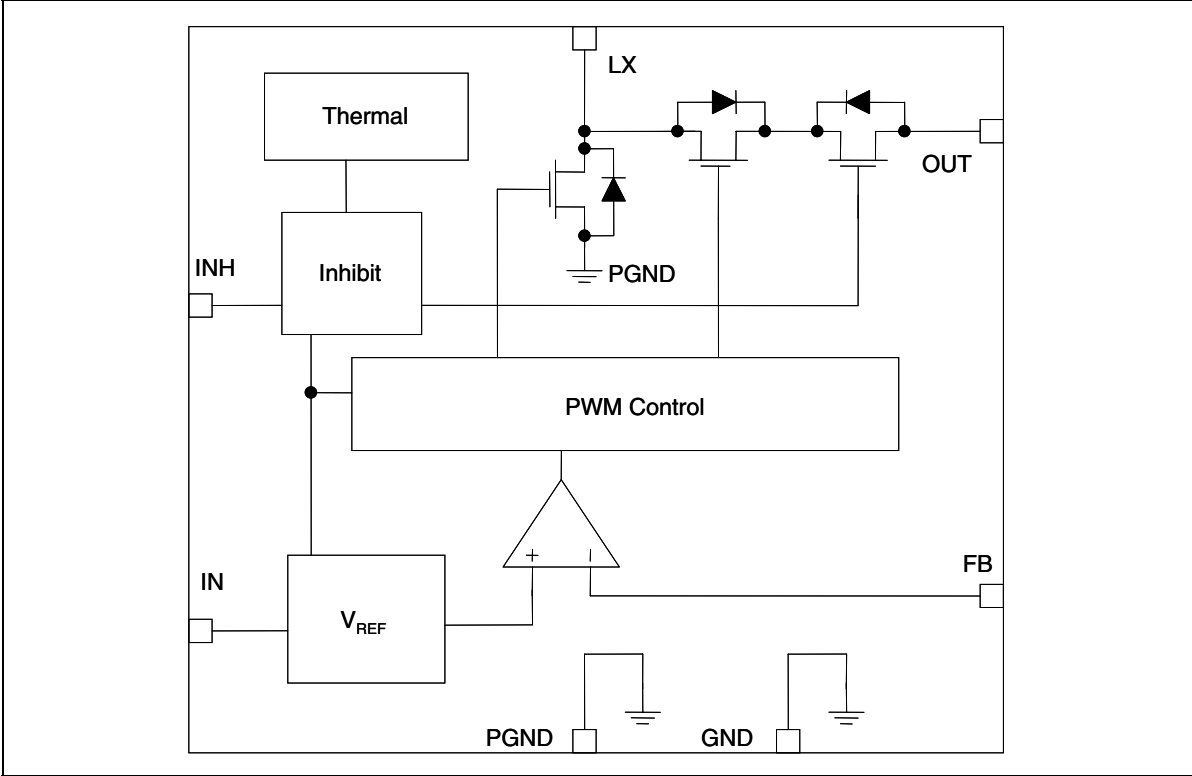 LX
Thermal
OUT
INH
Inhibit
PGND
PWM Control
+
FB
IN
VREF
PGND
GND